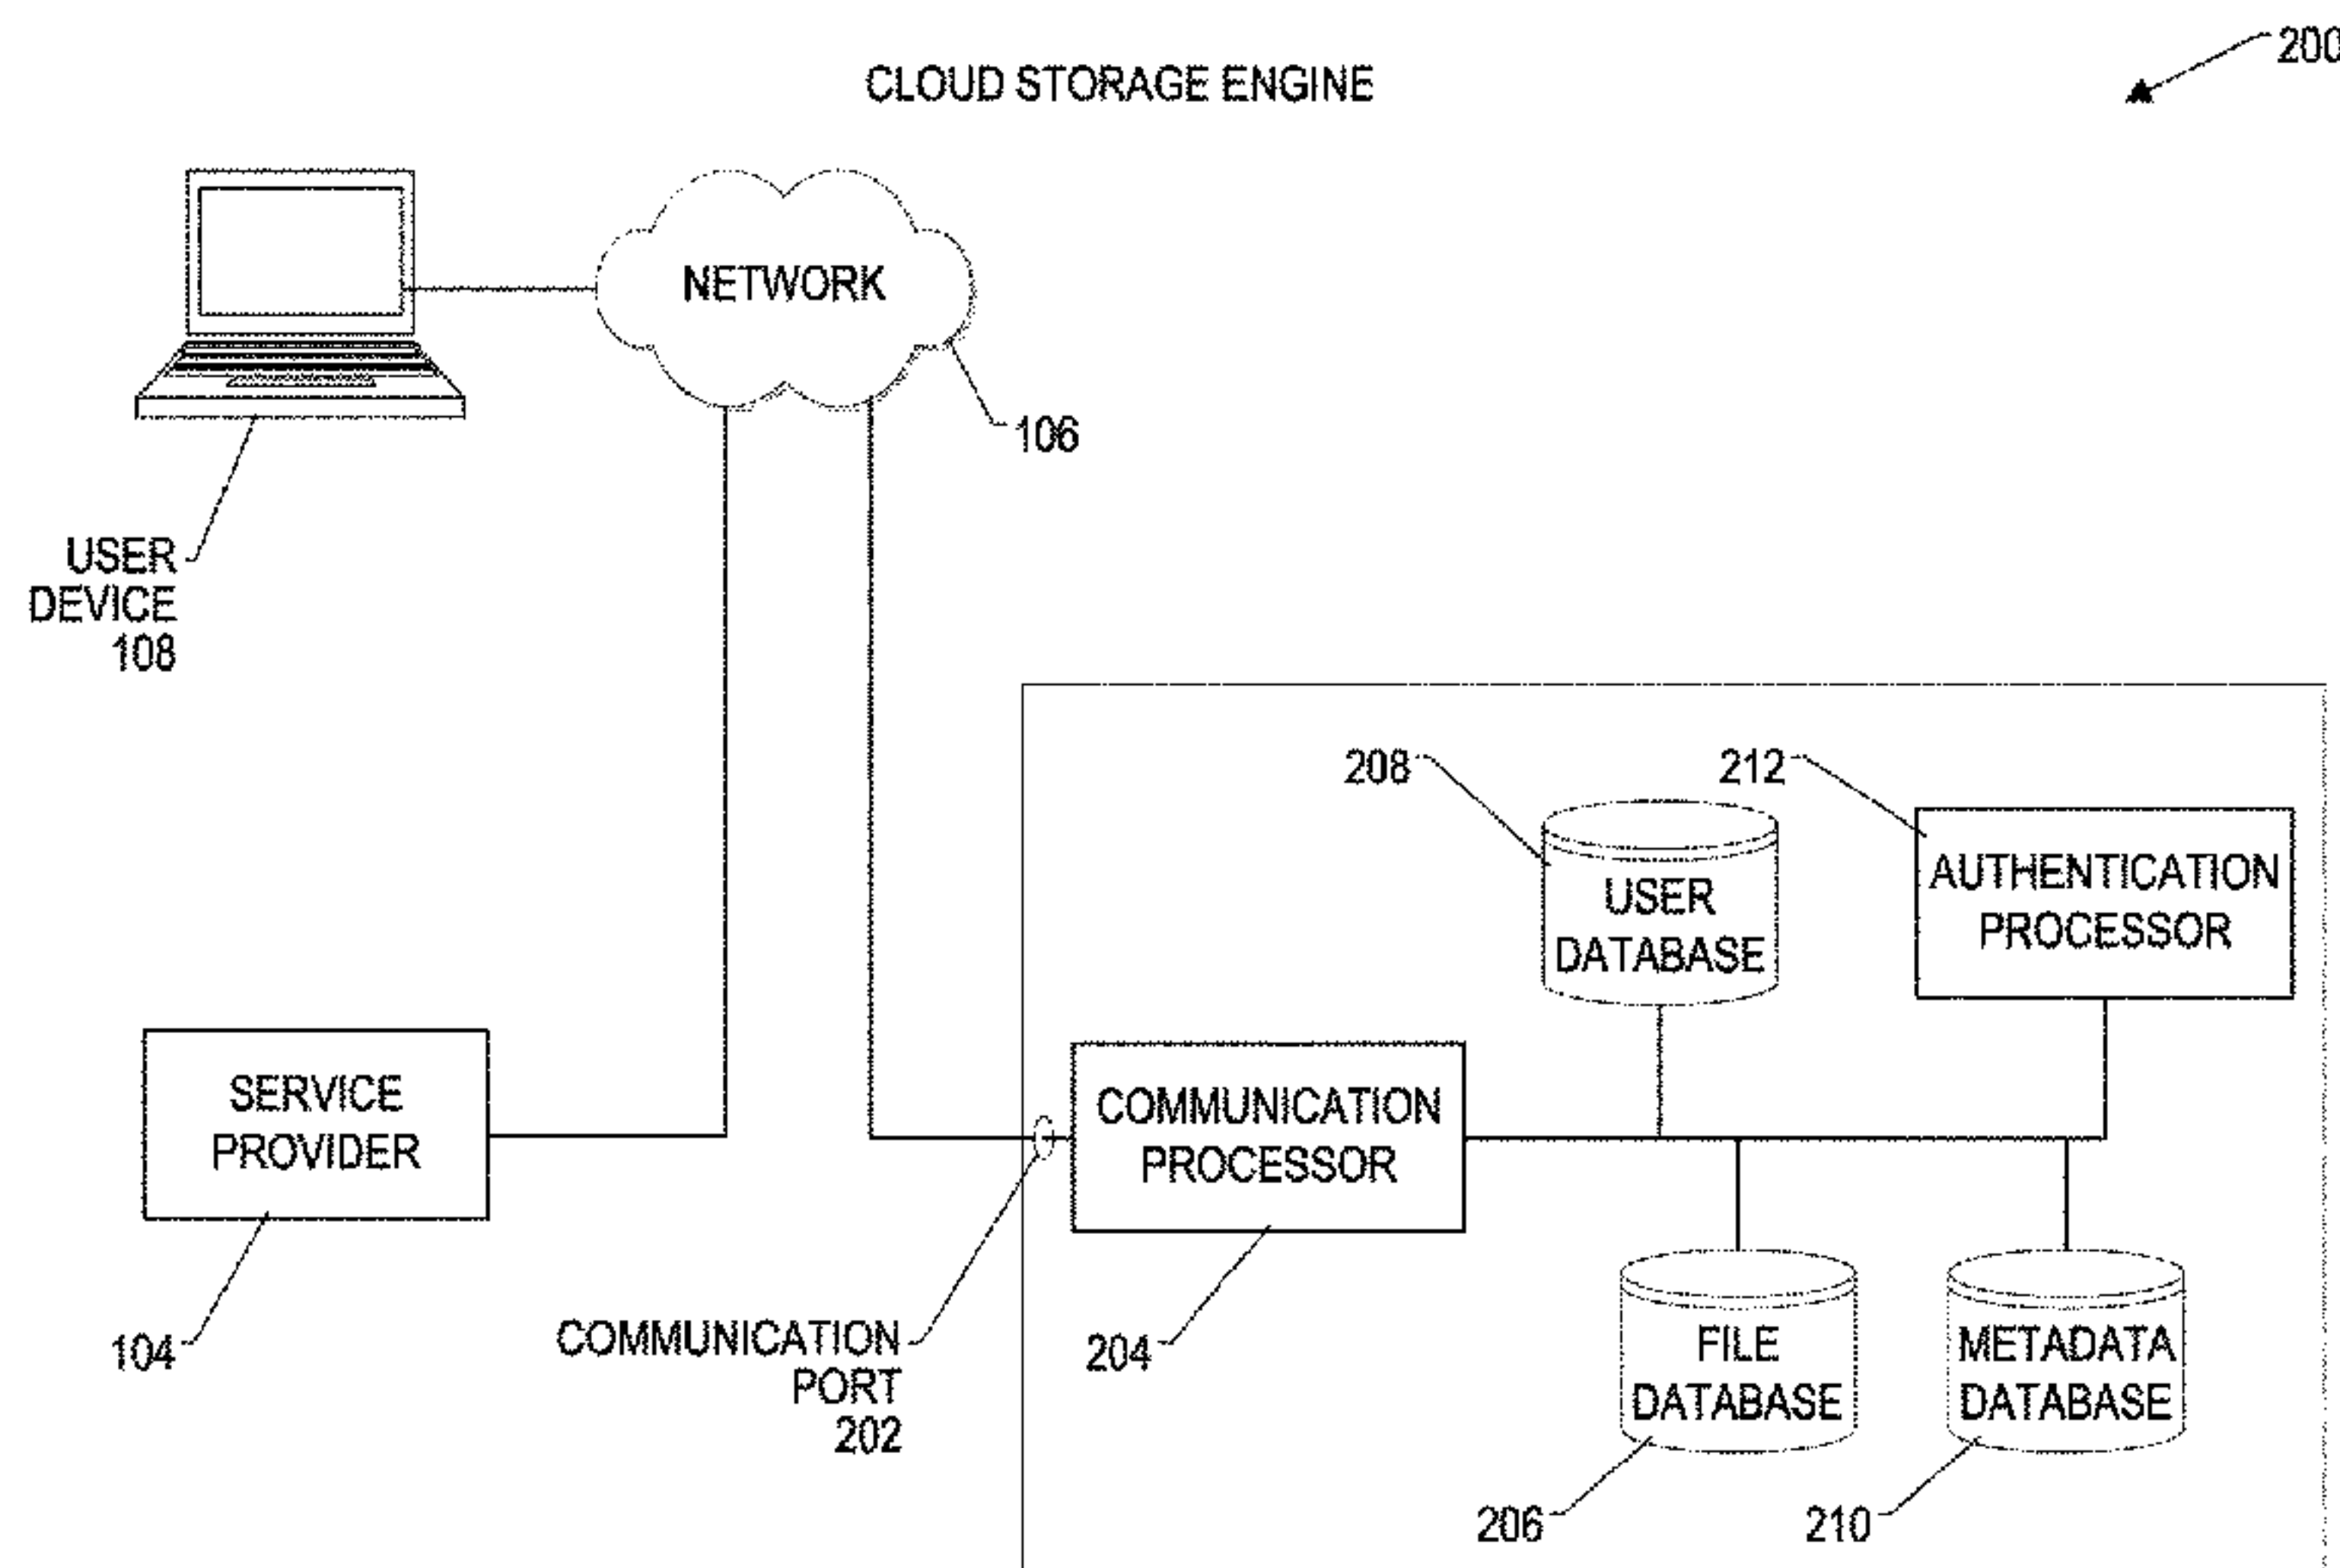 200
CLOUD STORAGE ENGINE
NETWORK
106
USER
DEVICE
108
208
212
USER
DATABASE
AUTHENTICATION
PROCESSOR
SERVICE
PROVIDER
COMMUNICATION
PROCESSOR
104
COMMUNICATION
PORT
202
204
FILE
DATABASE
METADATA
DATABASE
206
210